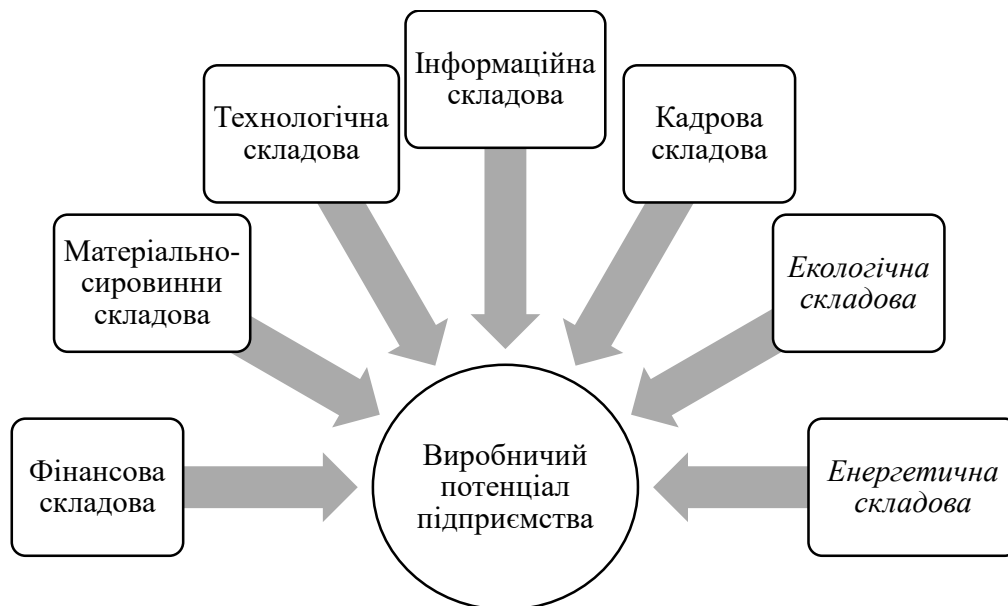 Інформаційна
складова
Технологічна
складова
Кадрова
складова
Матеріально-
сировинни
складова
Екологічна
складова
Фінансова
складова
Виробничий
потенціал
підприємства
Енергетична
складова